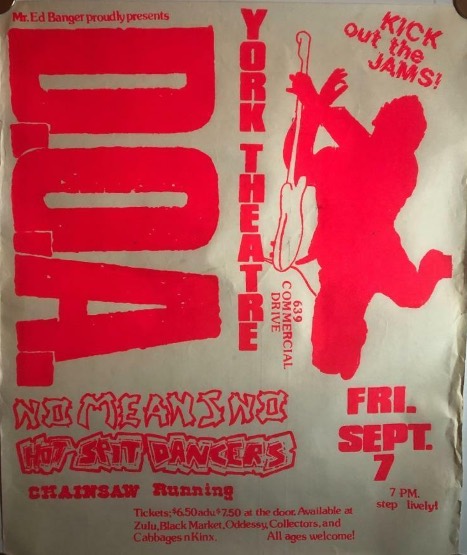 Mr. Ed Banger proudly presents
D.O.A.
YORK THEATRE
639
COMMERCIAL
DRIVE
KICK
out the
JAMS!
NO MEANS NO
HOT SPIT DANCERS
CHAINSAW Running
FRI.
SEPT.
7
7 PM.
step lively!
Tickets; $6.50 adv. $7.50 at the door. Available at
Zulu, Black Market, Oddessy, Collectors, and
Cabbages n Kinx. All ages welcome!